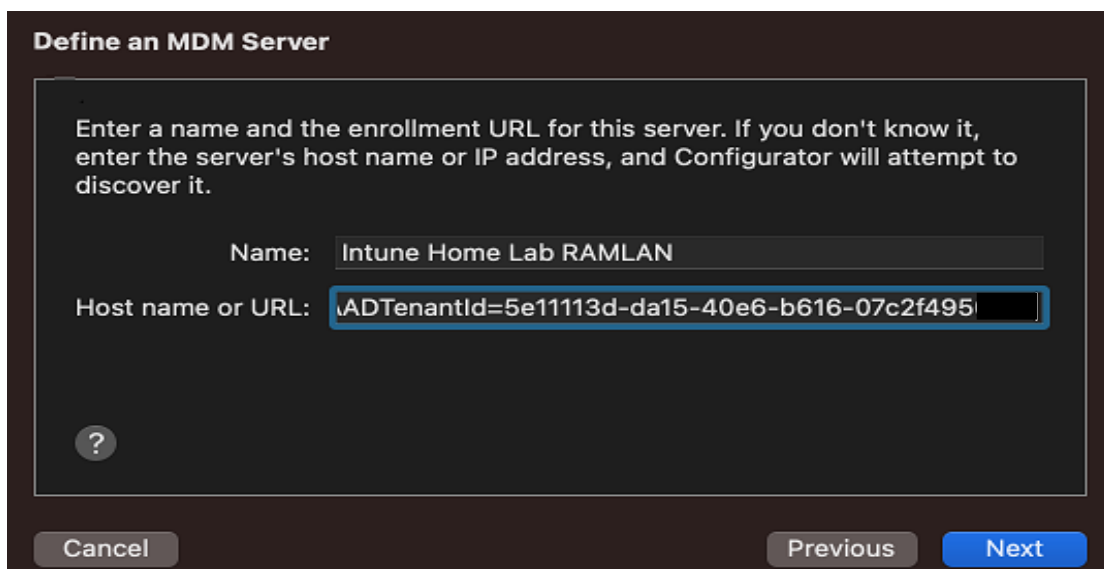 Define an MDM Server
Enter a name and the enrollment URL for this server. If you don't know it,
enter the server's host name or IP address, and Configurator will attempt to
discover it.
Name: Intune Home Lab RAMLAN
Host name or URL: ADTenantId=5e11113d-da15-40e6-b616-07c2f495
?
Cancel Previous Next